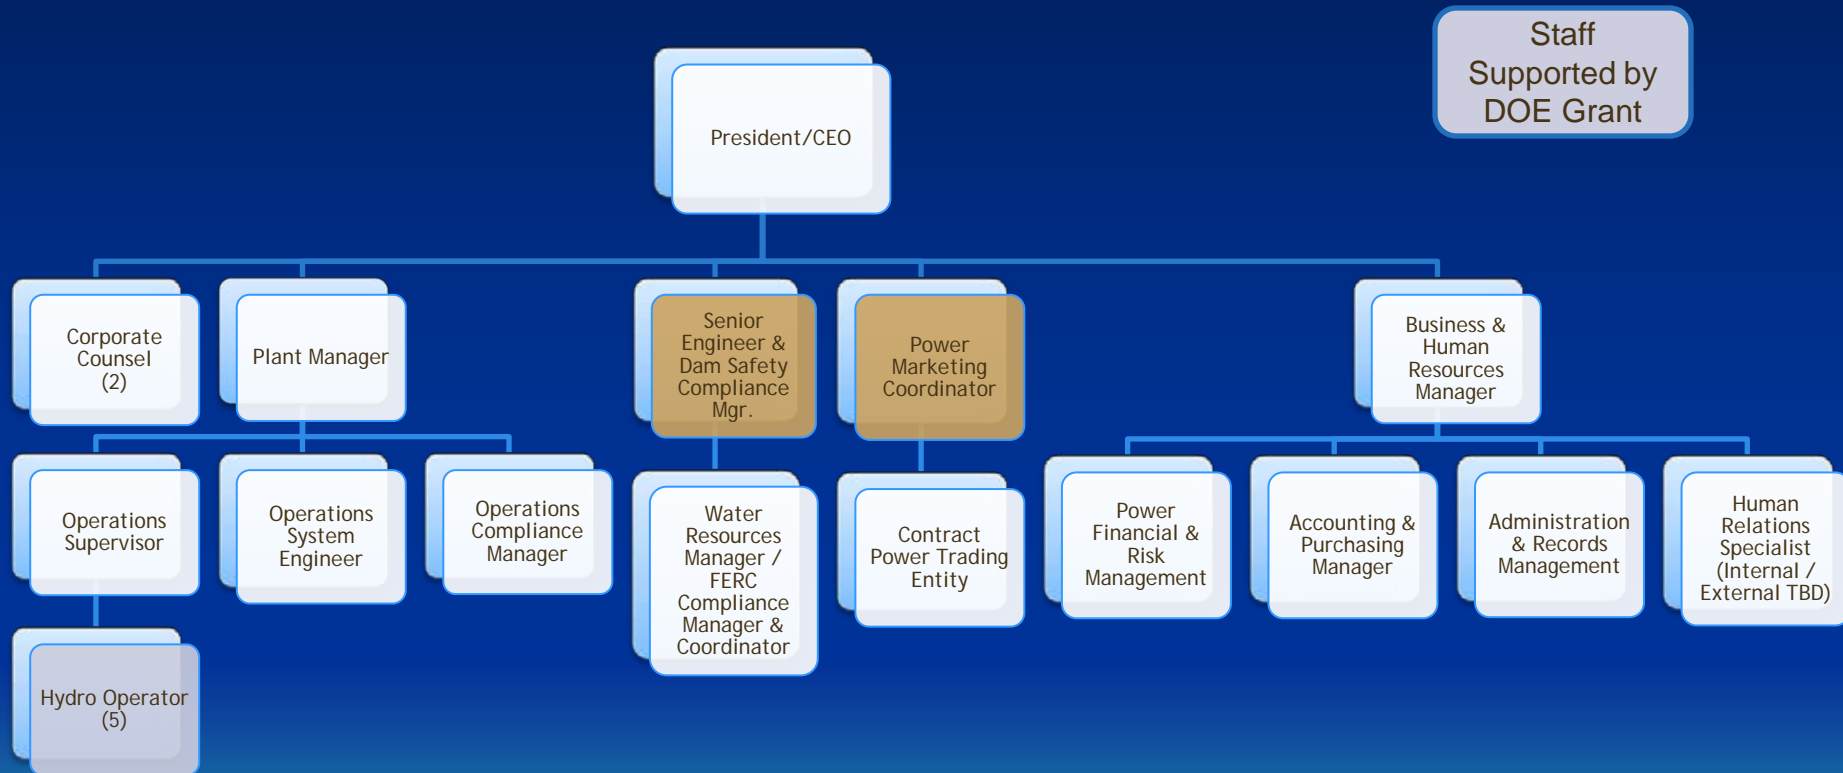 Staff
Supported by
DOE Grant
President/CEO
Corporate
Counsel
(2)
Plant Manager
Senior
Engineer &
Dam Safety
Compliance
Mgr.
Power
Marketing
Coordinator
Business &
Human
Resources
Manager
Operations
Supervisor
Operations
System
Engineer
Operations
Compliance
Manager
Water
Resources
Manager /
FERC
Compliance
Manager &
Coordinator
Contract
Power Trading
Entity
Power
Financial &
Risk
Management
Accounting &
Purchasing
Manager
Administration
& Records
Management
Human
Relations
Specialist
(Internal /
External TBD)
Hydro Operator
(5)